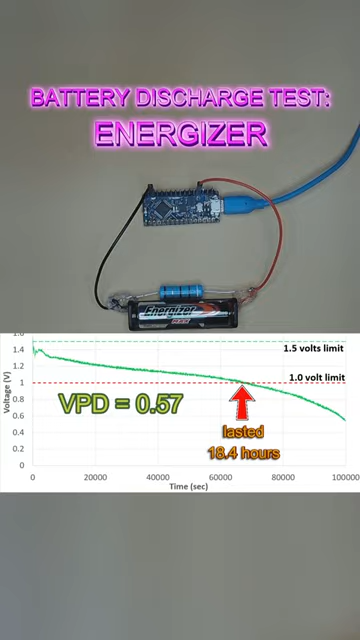 BATTERY DISCHARGE TEST:
ENERGIZER
Energizer
MAX
1.6
1.4
1.2
1
0.8
0.6
0.4
0.2
0
Voltage (V)
1.5 volts limit
1.0 volt limit
VPD = 0.57
lasted
18.4 hours
0 20000 40000 60000 80000 100000
Time (sec)